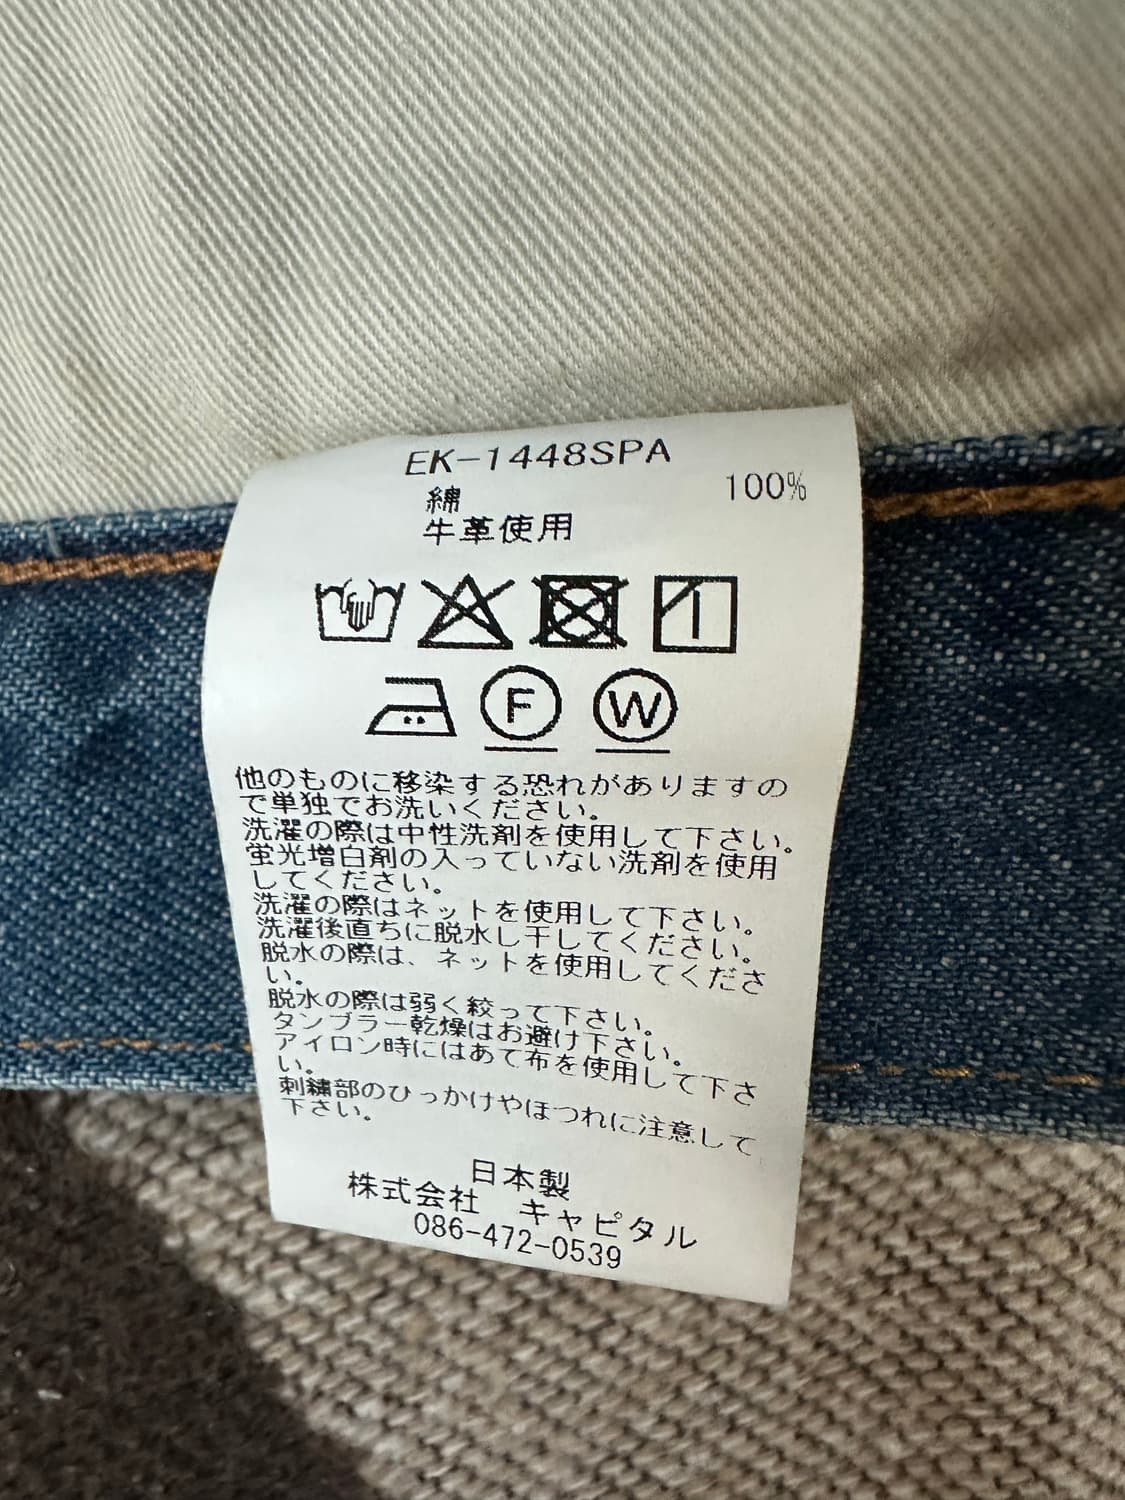 EK-1448SPA
綿 100%
牛革使用
F W
他のものに移染する恐れがありますの
で単独でお洗いください。
洗濯の際は中性洗剤を使用して下さい。
蛍光増白剤の入っていない洗剤を使用
してください。
洗濯の際はネットを使用して下さい。
洗濯後直ちに脱水し干してください。
脱水の際は、ネットを使用してくださ
い。
脱水の際は弱く絞って下さい。
タンブラー乾燥はお避け下さい。
アイロン時にはあて布を使用して下さ
い。
刺繍部のひっかけやほつれに注意して
下さい。
日本製
株式会社 キャピタル
086-472-0539